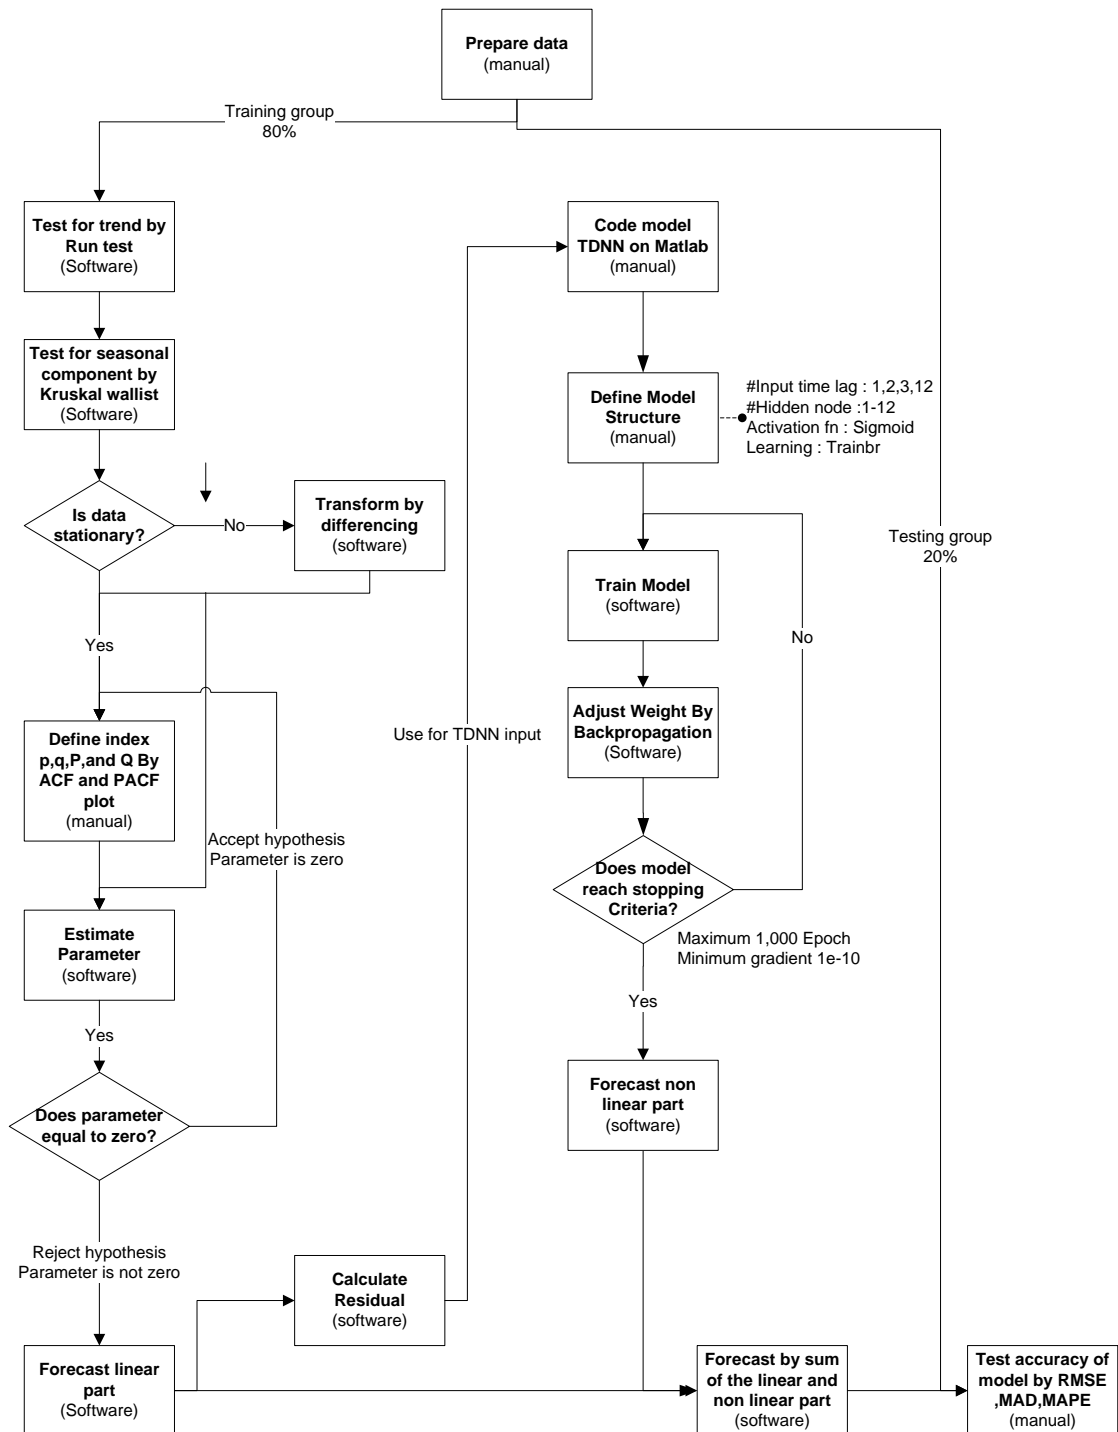 Prepare data
(manual)
Training group
80%
Test for trend by
Run test
(Software)
Test for seasonal
component by
Kruskal wallist
(Software)
Is data
stationary?
No
Transform by
differencing
(software)
Yes
Define index
p,q,P,and Q By
ACF and PACF
plot
(manual)
Accept hypothesis
Parameter is zero
Estimate
Parameter
(software)
Yes
Does parameter
equal to zero?
Reject hypothesis
Parameter is not zero
Forecast linear
part
(Software)
Calculate
Residual
(software)
Use for TDNN input
Code model
TDNN on Matlab
(manual)
Define Model
Structure
(manual)
#Input time lag : 1,2,3,12
#Hidden node :1-12
Activation fn : Sigmoid
Learning : Trainbr
Train Model
(software)
No
Adjust Weight By
Backpropagation
(Software)
Does model
reach stopping
Criteria?
Maximum 1,000 Epoch
Minimum gradient 1e-10
Yes
Forecast non
linear part
(software)
Testing group
20%
Forecast by sum
of the linear and
non linear part
(software)
Test accuracy of
model by RMSE
,MAD,MAPE
(manual)